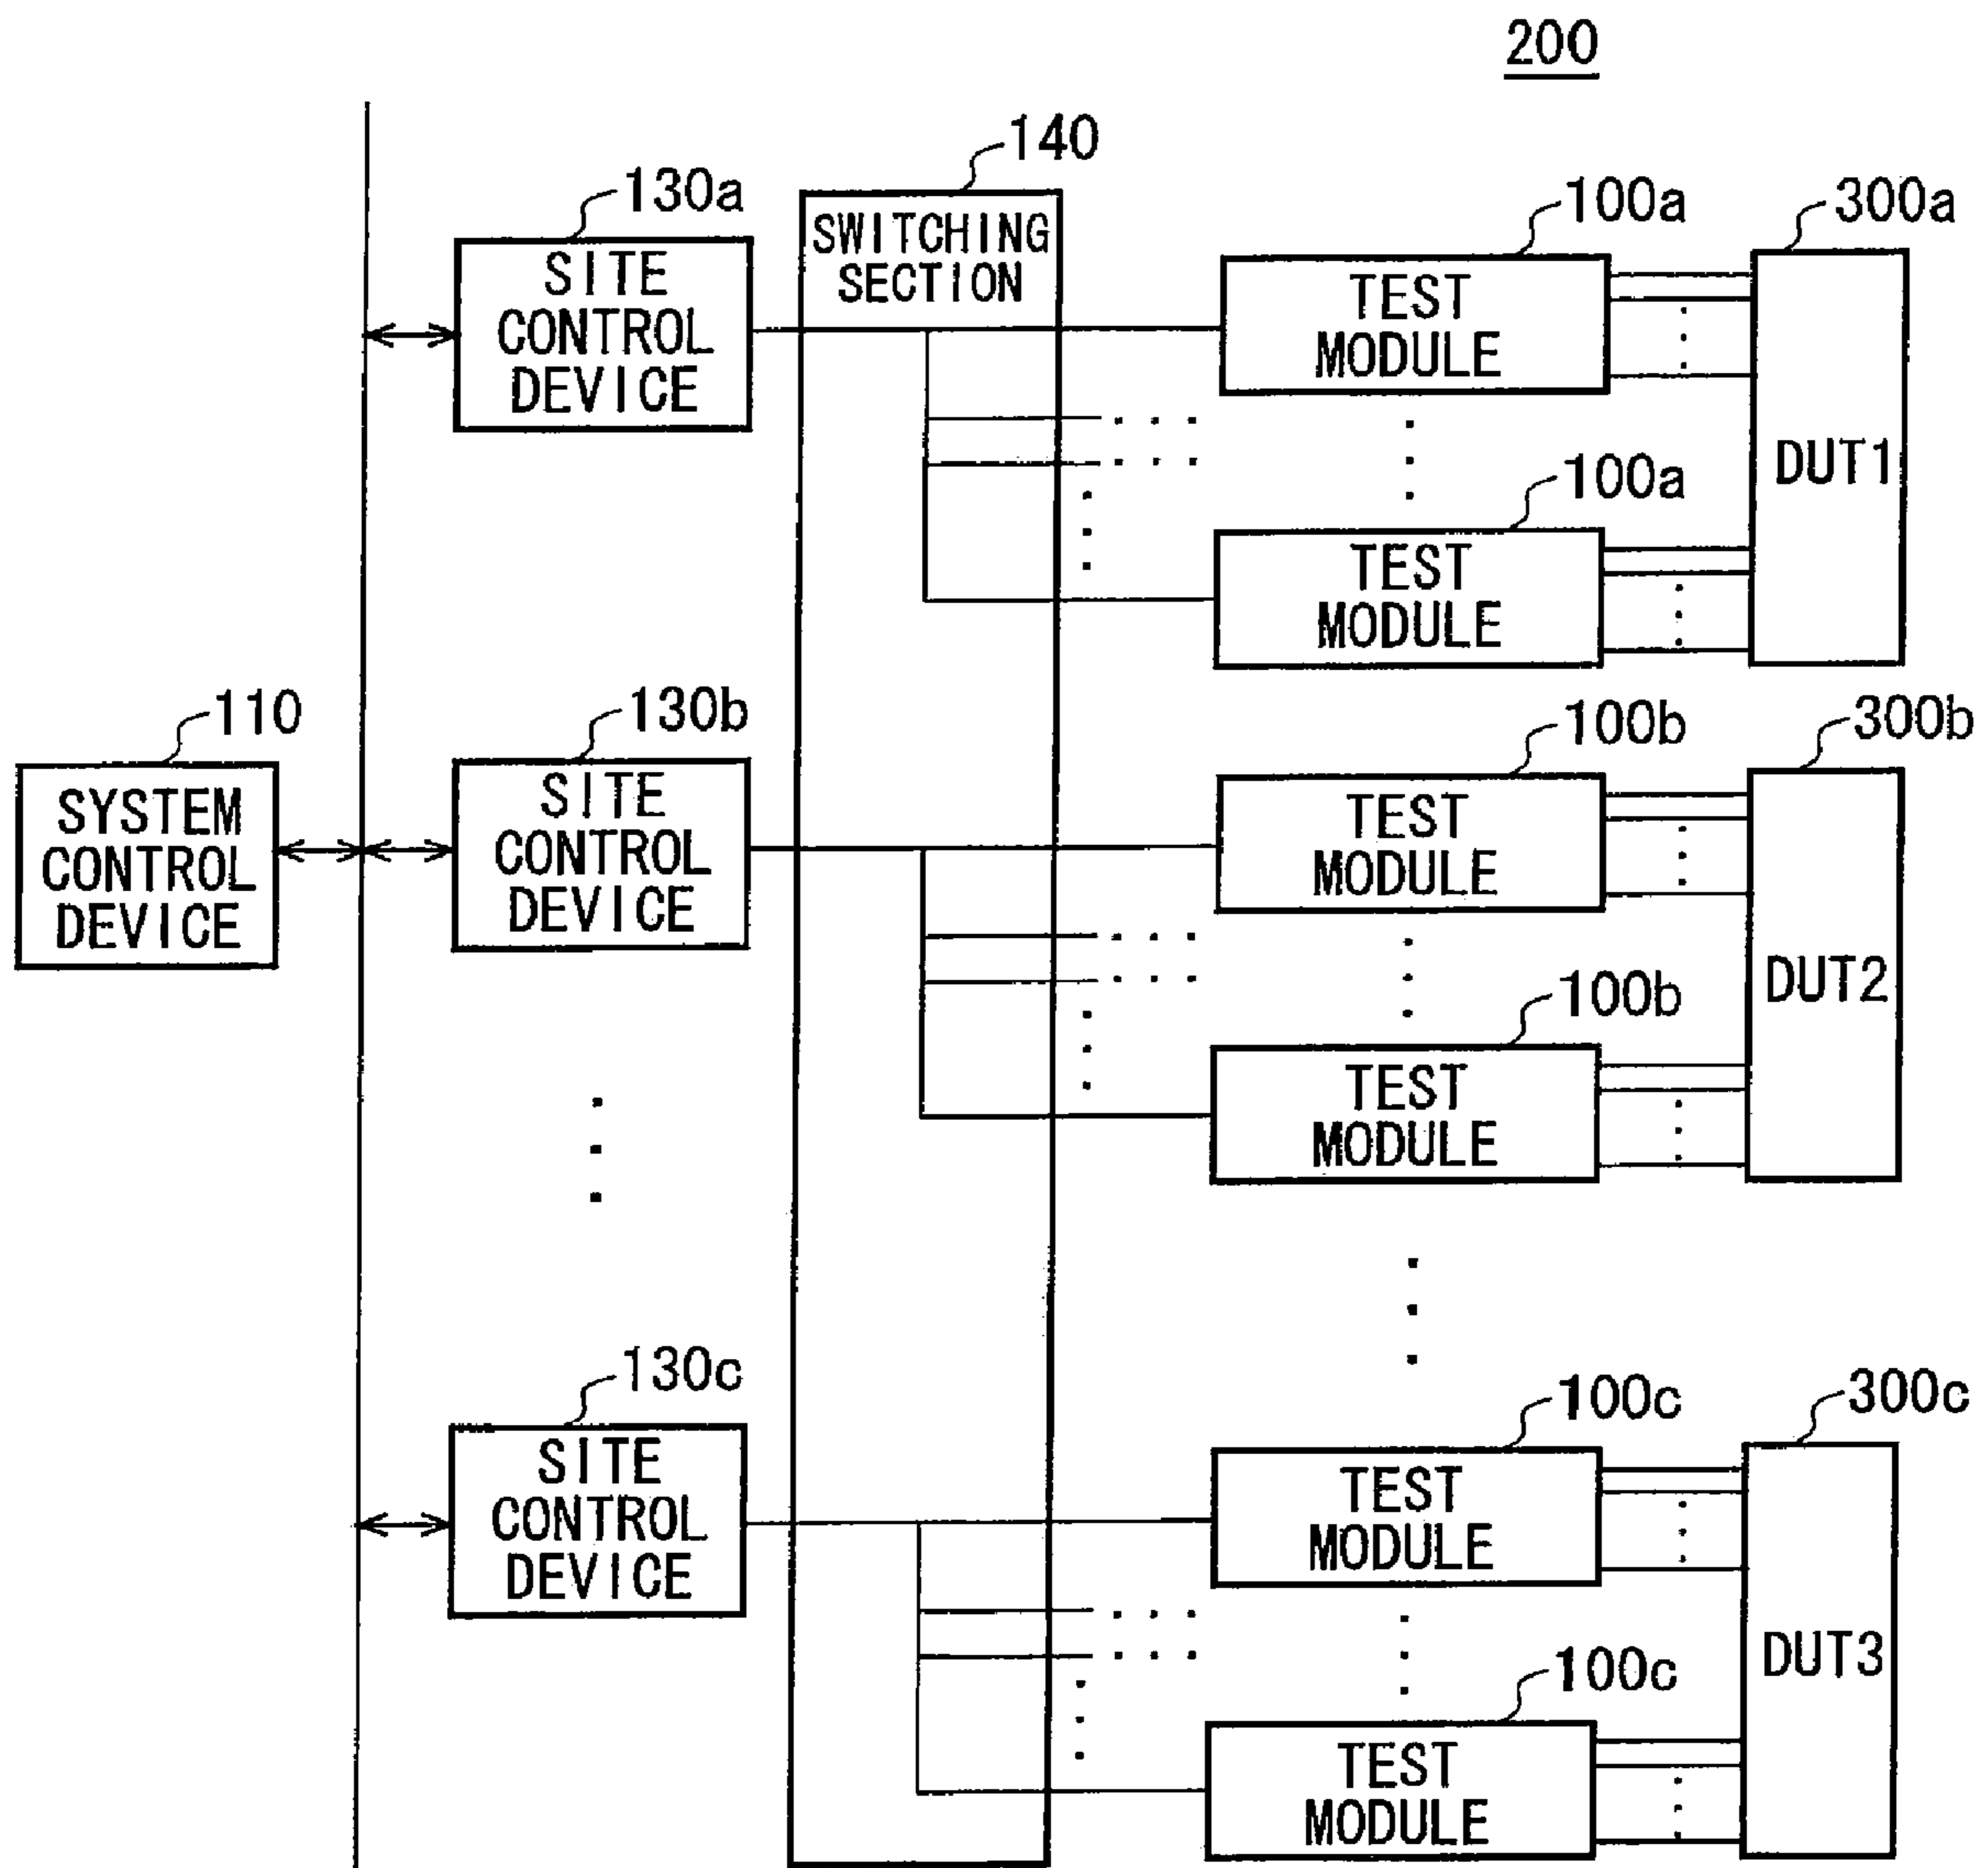 200
140
130a
SWITCHING
SECTION
100a
300a
SITE
CONTROL
DEVICE
TEST
MODULE
DUT1
100a
TEST
MODULE
110
130b
100b
300b
SYSTEM
CONTROL
DEVICE
SITE
CONTROL
DEVICE
TEST
MODULE
DUT2
100b
TEST
MODULE
130c
100c
300c
SITE
CONTROL
DEVICE
TEST
MODULE
DUT3
100c
TEST
MODULE